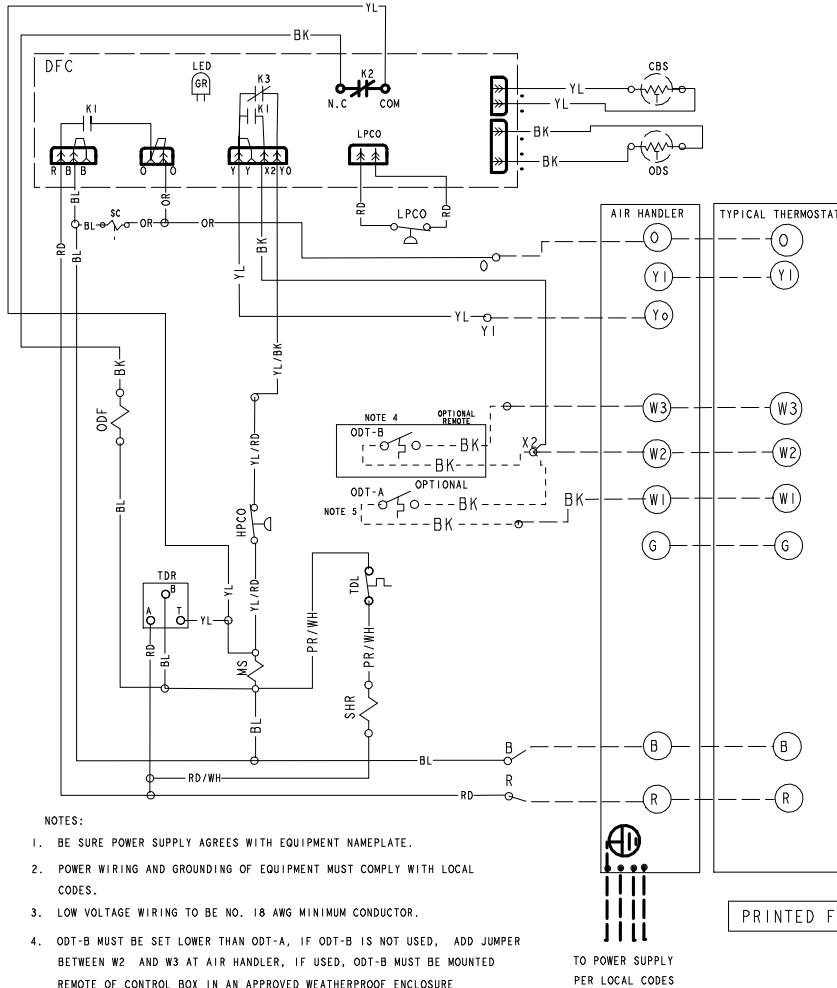 YL
BK
DFC
LED
GR
K2
K3
K1
K1
N.C
COM
LPCO
CBS
YL
T
YL
BK
T
BK
ODS
R B B
O O
Y Y X2 YO
BL
OR
RD
LPCO
RD
SC
BL
OR
OR
RD
BL
YL
BK
O
AIR HANDLER
TYPICAL THERMOSTAT
O
O
Y1
Y1
YL
Y1
Yo
YL/BK
BK
ODF
NOTE 4
OPTIONAL
REMOTE
ODT-B
BK
BK
X2
W3
W3
W2
W2
YL/RD
OPTIONAL
ODT-A
BK
NOTE 5
BK
BK
W1
W1
BL
HPCO
G
G
TDR
B
A
T
YL
YL
YL/RD
TDL
RD
BL
PR/WH
PR/WH
MS
SHR
BL
B
BL
B
B
RD/WH
R
RD
R
R
NOTES:
1. BE SURE POWER SUPPLY AGREES WITH EQUIPMENT NAMEPLATE.
2. POWER WIRING AND GROUNDING OF EQUIPMENT MUST COMPLY WITH LOCAL
CODES.
3. LOW VOLTAGE WIRING TO BE NO. 18 AWG MINIMUM CONDUCTOR.
4. ODT-B MUST BE SET LOWER THAN ODT-A, IF ODT-B IS NOT USED, ADD JUMPER
BETWEEN W2 AND W3 AT AIR HANDLER, IF USED, ODT-B MUST BE MOUNTED
REMOTE OF CONTROL BOX IN AN APPROVED WEATHERPROOF ENCLOSURE
PRINTED F
TO POWER SUPPLY
PER LOCAL CODES